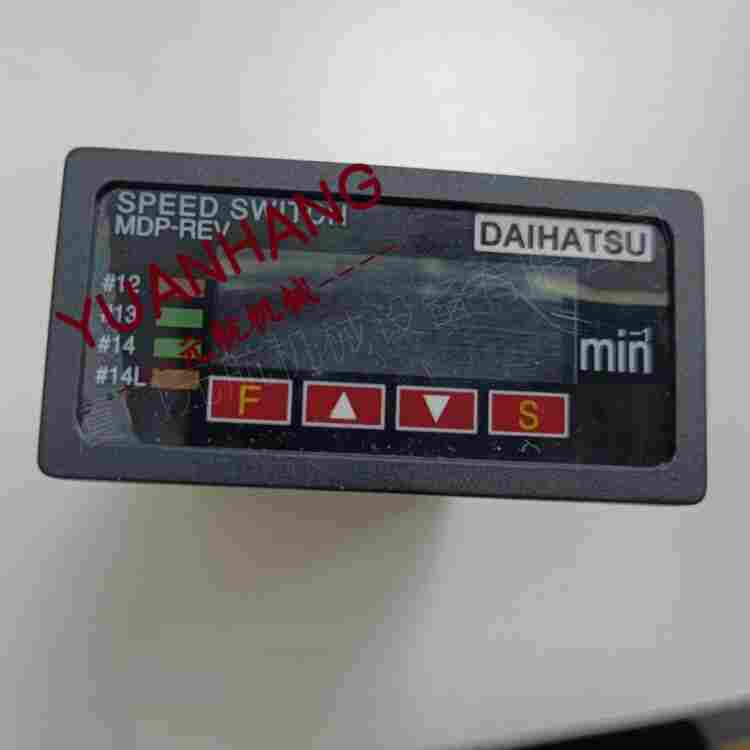 SPEED SWITCH
MDP-REV
DAIHATSU
YUANHANG
#12
#13
#14
#14L
min-1
F
S